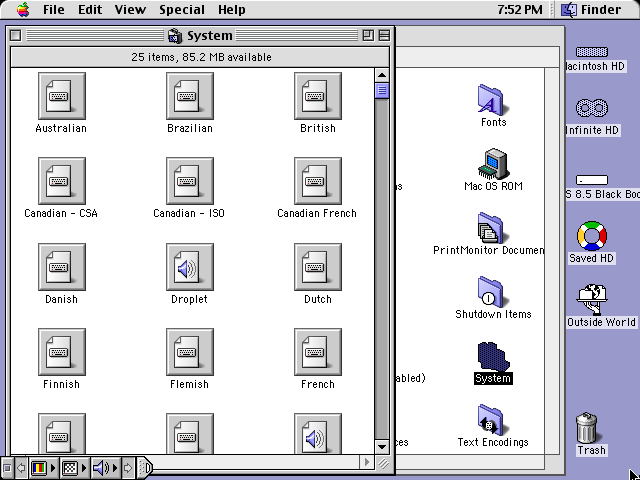 File Edit View Special Help 7:52 PM Finder
System
25 items, 85.2 MB available
Australian Brazilian British
Canadian - CSA Canadian - ISO Canadian French
Danish Droplet Dutch
Finnish Flemish French
Fonts
Mac OS ROM
PrintMonitor Documen
Shutdown Items
System
abled)
Text Encodings
acintosh HD
Infinite HD
S 8.5 Black Boo
Saved HD
Outside World
Trash